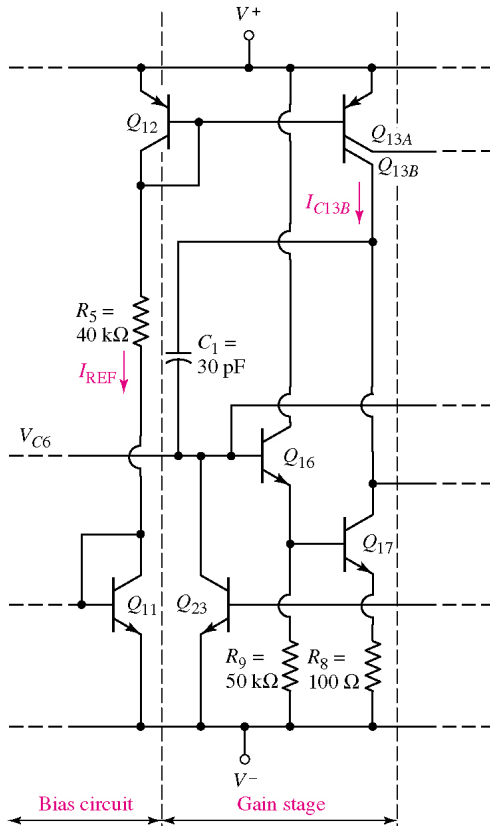 V+
Q12
Q13A
Q13B
IC13B
R5 =
40 kΩ
C1 =
30 pF
IREF
VC6
Q16
Q17
Q11
Q23
R9 =
50 kΩ
R8 =
100 Ω
V−
Bias circuit
Gain stage